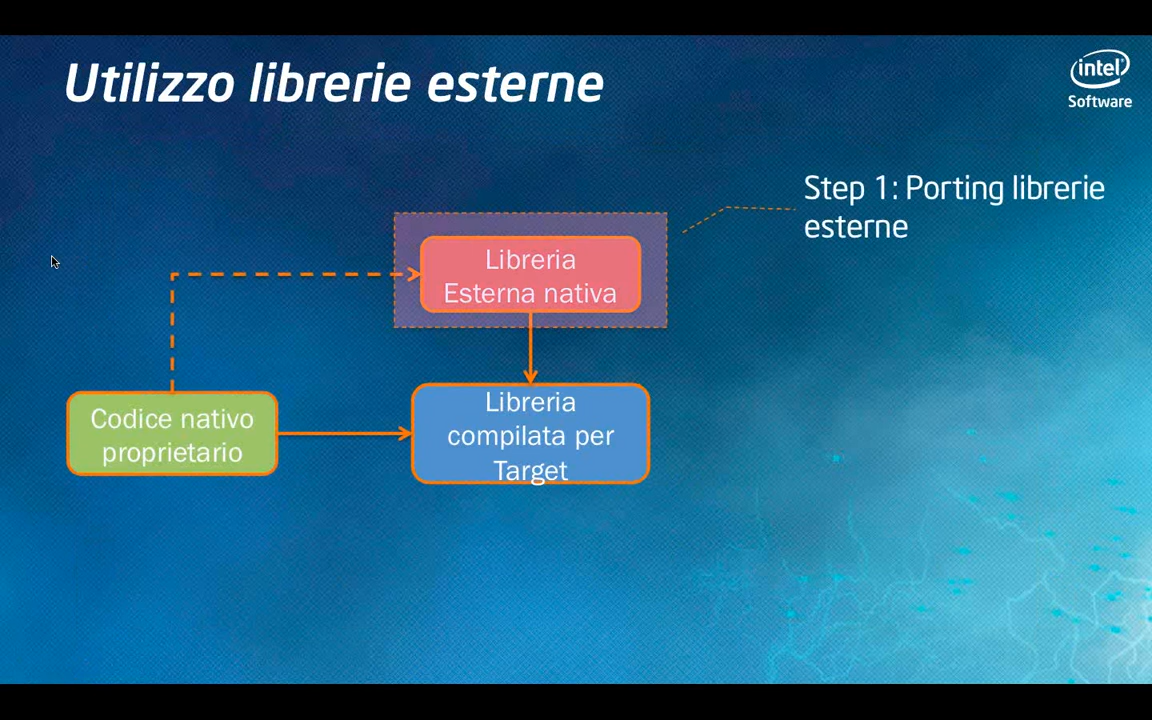 Utilizzo librerie esterne
intel
Software
Step 1: Porting librerie
esterne
Libreria
Esterna nativa
Codice nativo
proprietario
Libreria
compilata per
Target